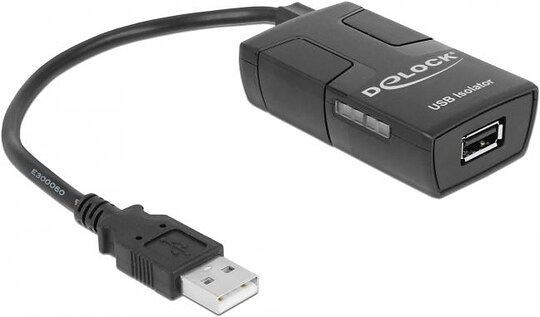 DELOCK
USB Isolator
E300060